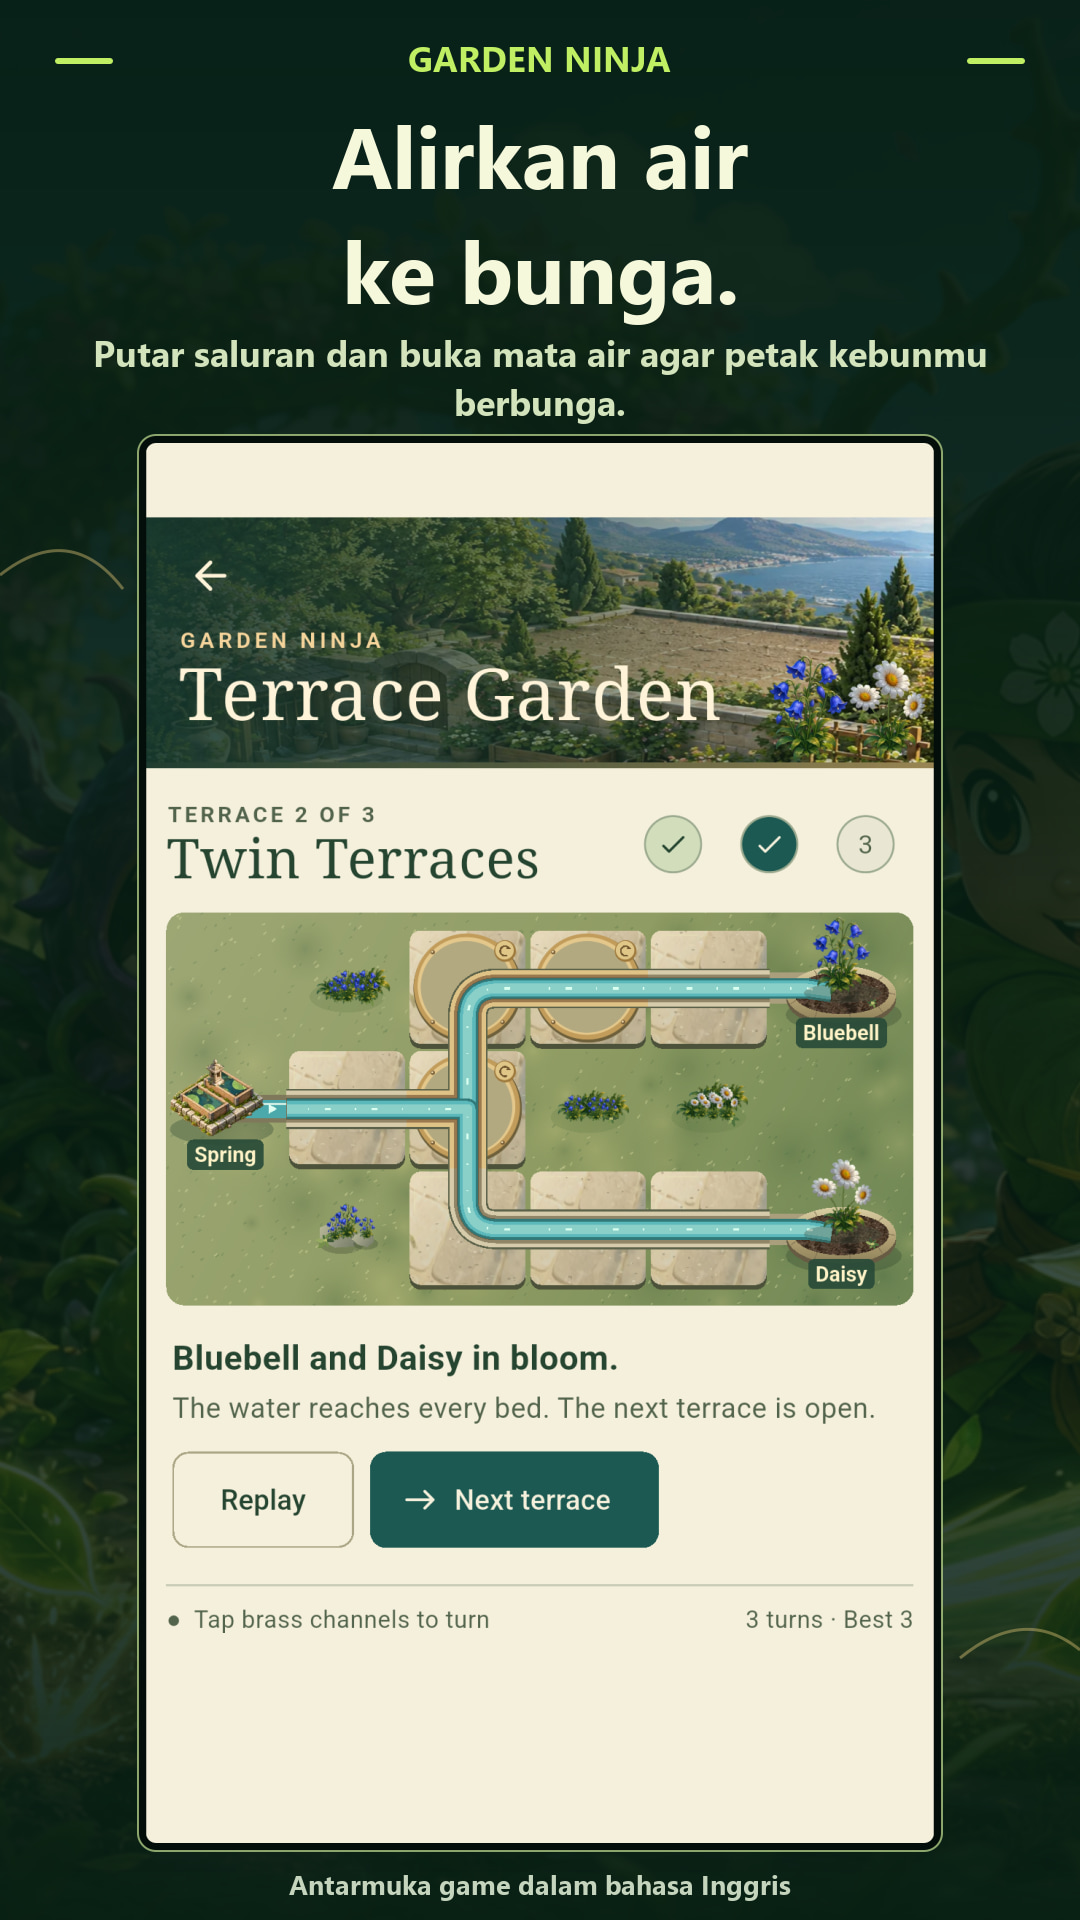 GARDEN NINJA
Alirkan air
ke bunga.
Putar saluran dan buka mata air agar petak kebunmu
berbunga.
GARDEN NINJA
Terrace Garden
TERRACE 2 OF 3
Twin Terraces
3
Bluebell
Spring
Daisy
Bluebell and Daisy in bloom.
The water reaches every bed. The next terrace is open.
Replay
Next terrace
Tap brass channels to turn
3 turns · Best 3
Antarmuka game dalam bahasa Inggris